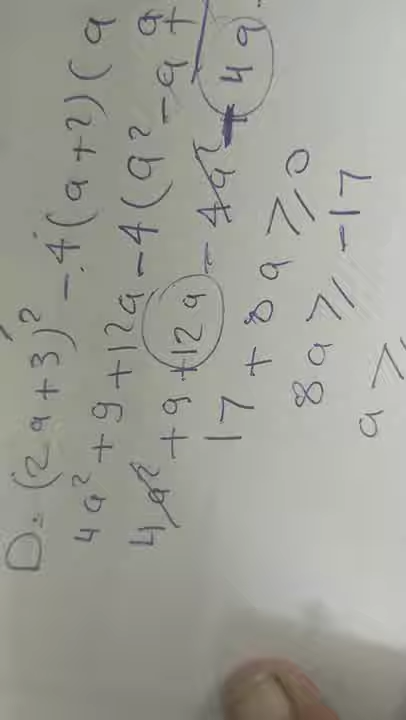 D = (2a+3)² - 4(a+2)(a
4a² + 9 + 12a - 4(a² - a +
4a² + 9 + 12a - 4a² + 4a
17 + 8a ≥ 0
8a ≥ -17
a ≥